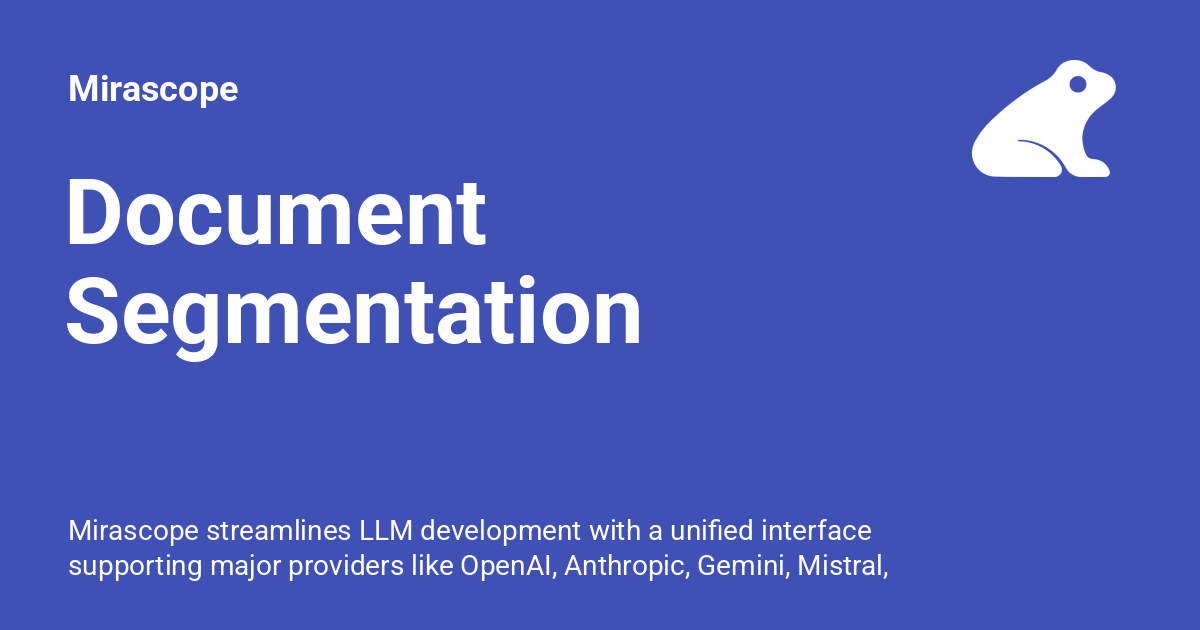 Mirascope
Document
Segmentation
Mirascope streamlines LLM development with a unified interface
supporting major providers like OpenAI, Anthropic, Gemini, Mistral,